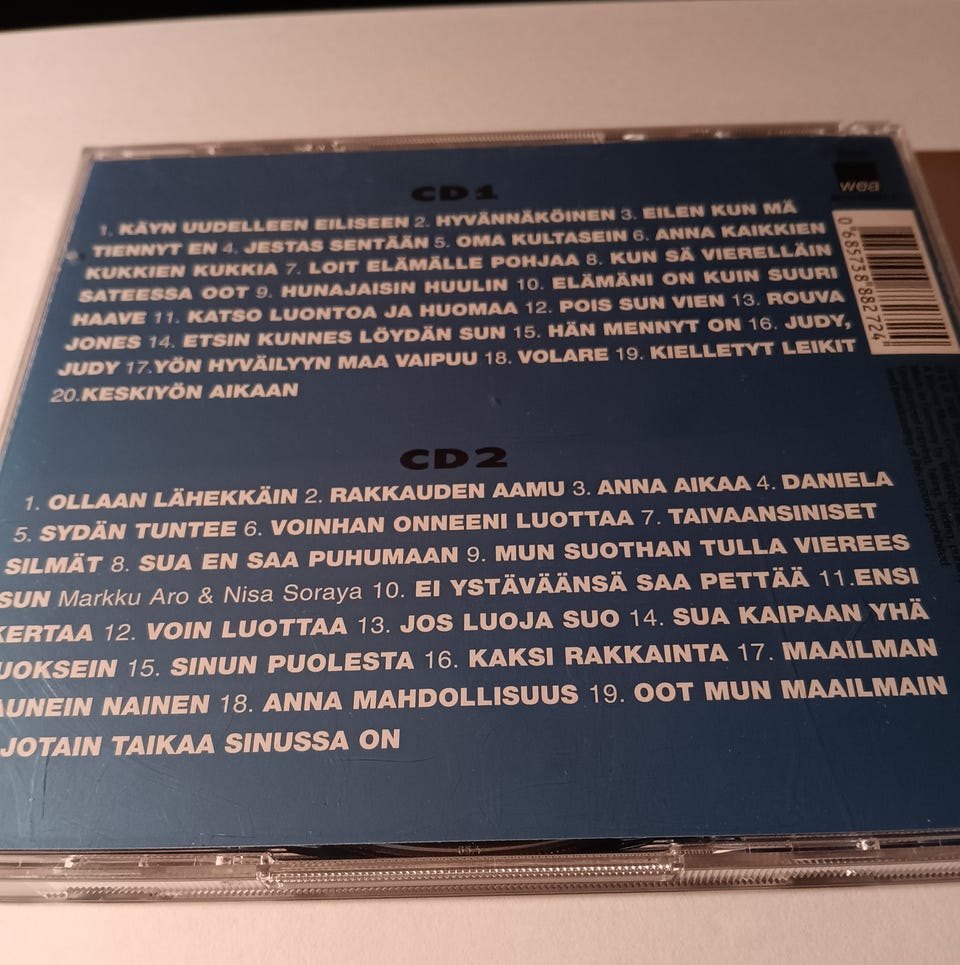 CD1
1. KÄYN UUDELLEEN EILISEEN 2. HYVÄNNÄKÖINEN 3. EILEN KUN MÄ
TIENNYT EN 4. JESTAS SENTÄÄN 5. OMA KULTASEIN 6. ANNA KAIKKIEN
KUKKIEN KUKKIA 7. LOIT ELÄMÄLLE POHJAA 8. KUN SÄ VIERELLÄIN
SATEESSA OOT 9. HUNAJAISIN HUULIN 10. ELÄMÄNI ON KUIN SUURI
HAAVE 11. KATSO LUONTOA JA HUOMAA 12. POIS SUN VIEN 13. ROUVA
JONES 14. ETSIN KUNNES LÖYDÄN SUN 15. HÄN MENNYT ON 16. JUDY,
JUDY 17.YÖN HYVÄILYYN MAA VAIPUU 18. VOLARE 19. KIELLETYT LEIKIT
20.KESKIYÖN AIKAAN
wea
0 685738 882724
CD2
1. OLLAAN LÄHEKKÄIN 2. RAKKAUDEN AAMU 3. ANNA AIKAA 4. DANIELA
5. SYDÄN TUNTEE 6. VOINHAN ONNEENI LUOTTAA 7. TAIVAANSINISET
SILMÄT 8. SUA EN SAA PUHUMAAN 9. MUN SUOTHAN TULLA VIEREES
SUN Markku Aro & Nisa Soraya 10. EI YSTÄVÄÄNSÄ SAA PETTÄÄ 11.ENSI
KERTAA 12. VOIN LUOTTAA 13. JOS LUOJA SUO 14. SUA KAIPAAN YHÄ
UOKSEIN 15. SINUN PUOLESTA 16. KAKSI RAKKAINTA 17. MAAILMAN
AUNEIN NAINEN 18. ANNA MAHDOLLISUUS 19. OOT MUN MAAILMAIN
JOTAIN TAIKAA SINUSSA ON